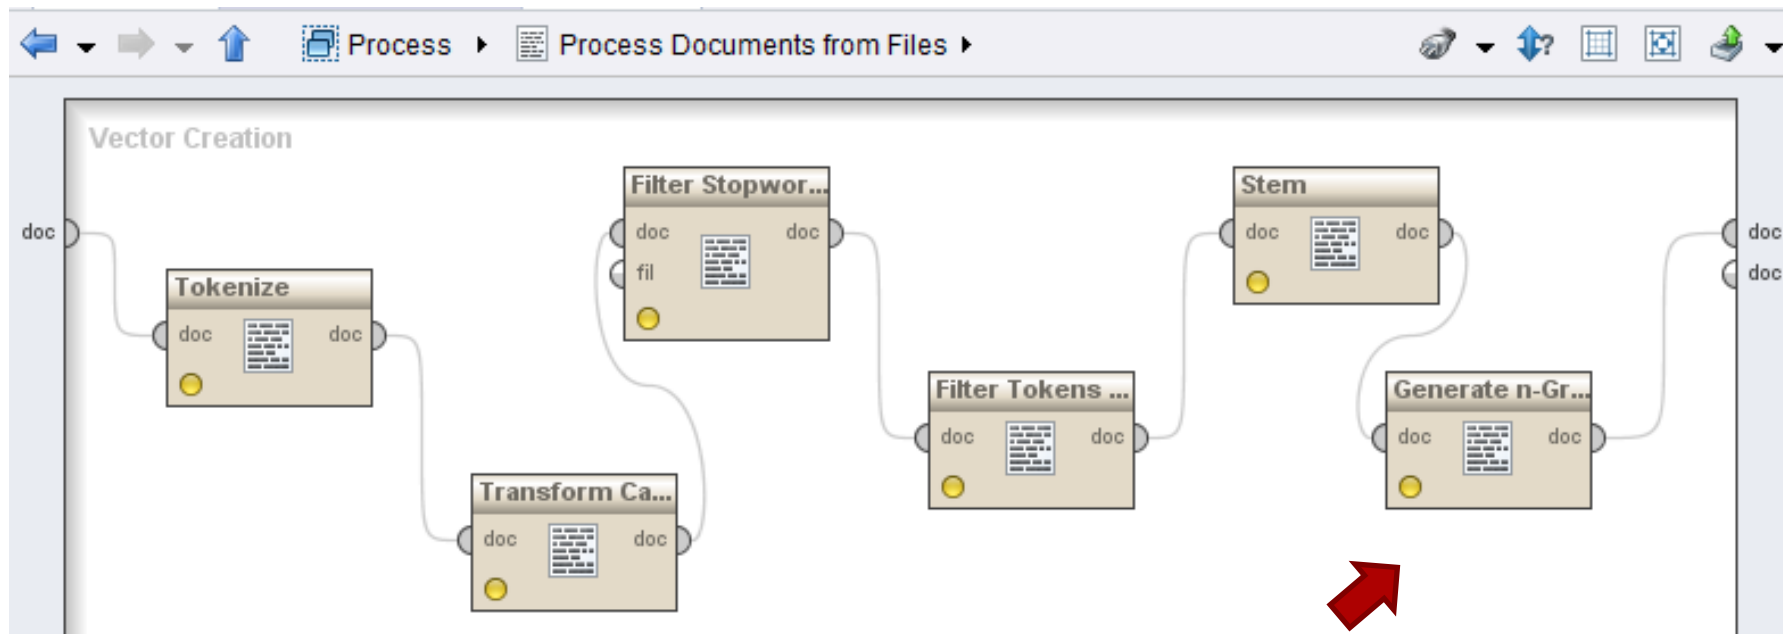 Process Process Documents from Files
Vector Creation
doc
Tokenize
doc doc
Transform Ca...
doc doc
Filter Stopwor...
doc doc
fil
Filter Tokens ...
doc doc
Stem
doc doc
Generate n-Gr...
doc doc
doc
doc
?